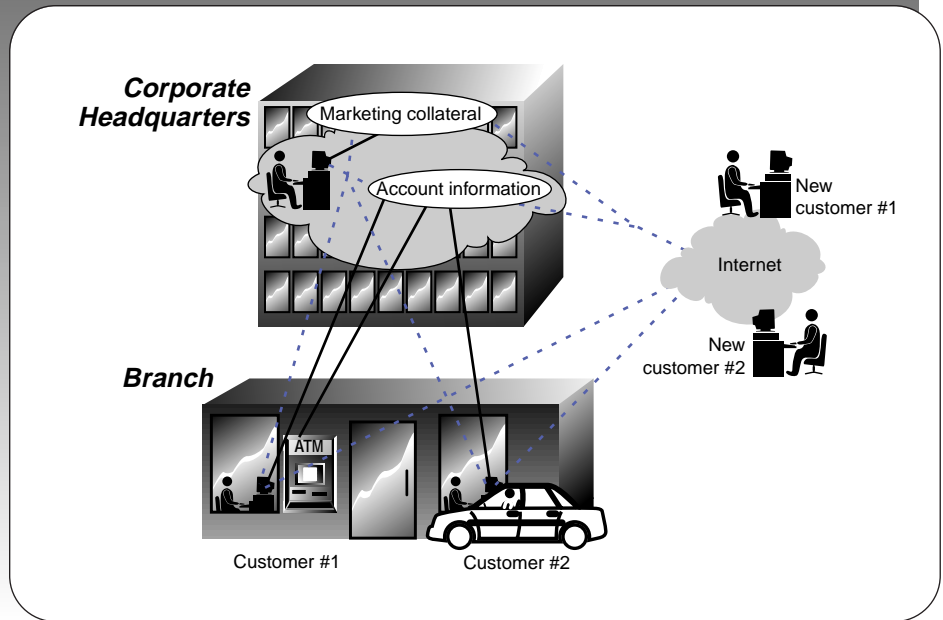 Corporate
Headquarters
Marketing collateral
Account information
New
customer #1
Internet
New
customer #2
Branch
ATM
Customer #1
Customer #2